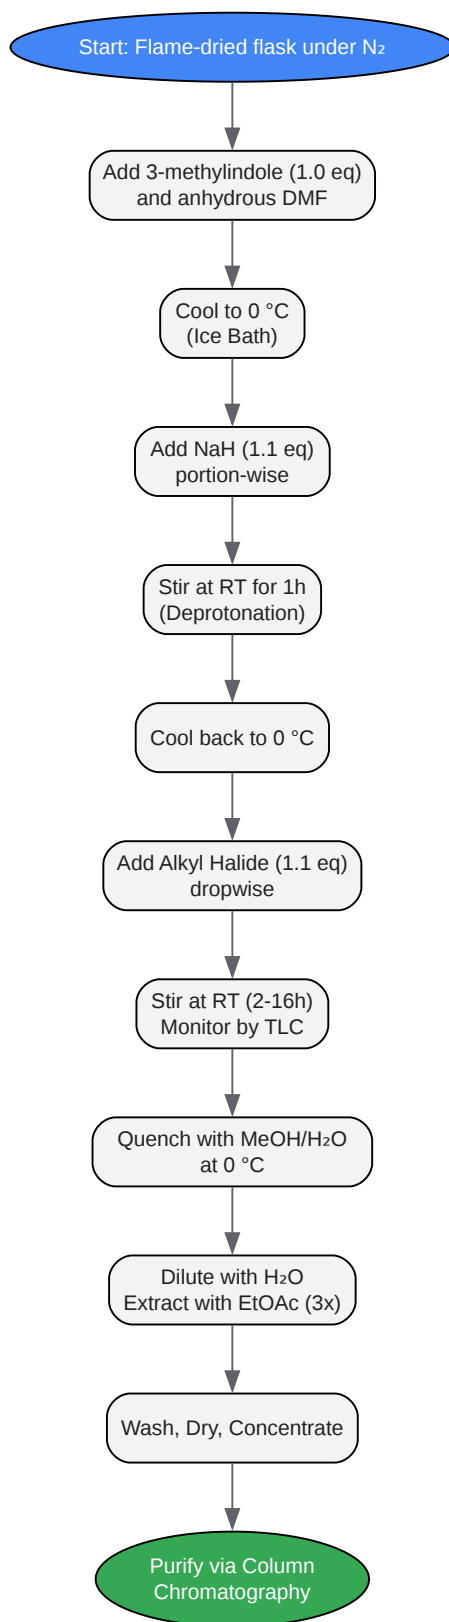 Start: Flame-dried flask under N₂
Add 3-methylindole (1.0 eq)
and anhydrous DMF
Cool to 0 °C
(Ice Bath)
Add NaH (1.1 eq)
portion-wise
Stir at RT for 1h
(Deprotonation)
Cool back to 0 °C
Add Alkyl Halide (1.1 eq)
dropwise
Stir at RT (2-16h)
Monitor by TLC
Quench with MeOH/H₂O
at 0 °C
Dilute with H₂O
Extract with EtOAc (3x)
Wash, Dry, Concentrate
Purify via Column
Chromatography